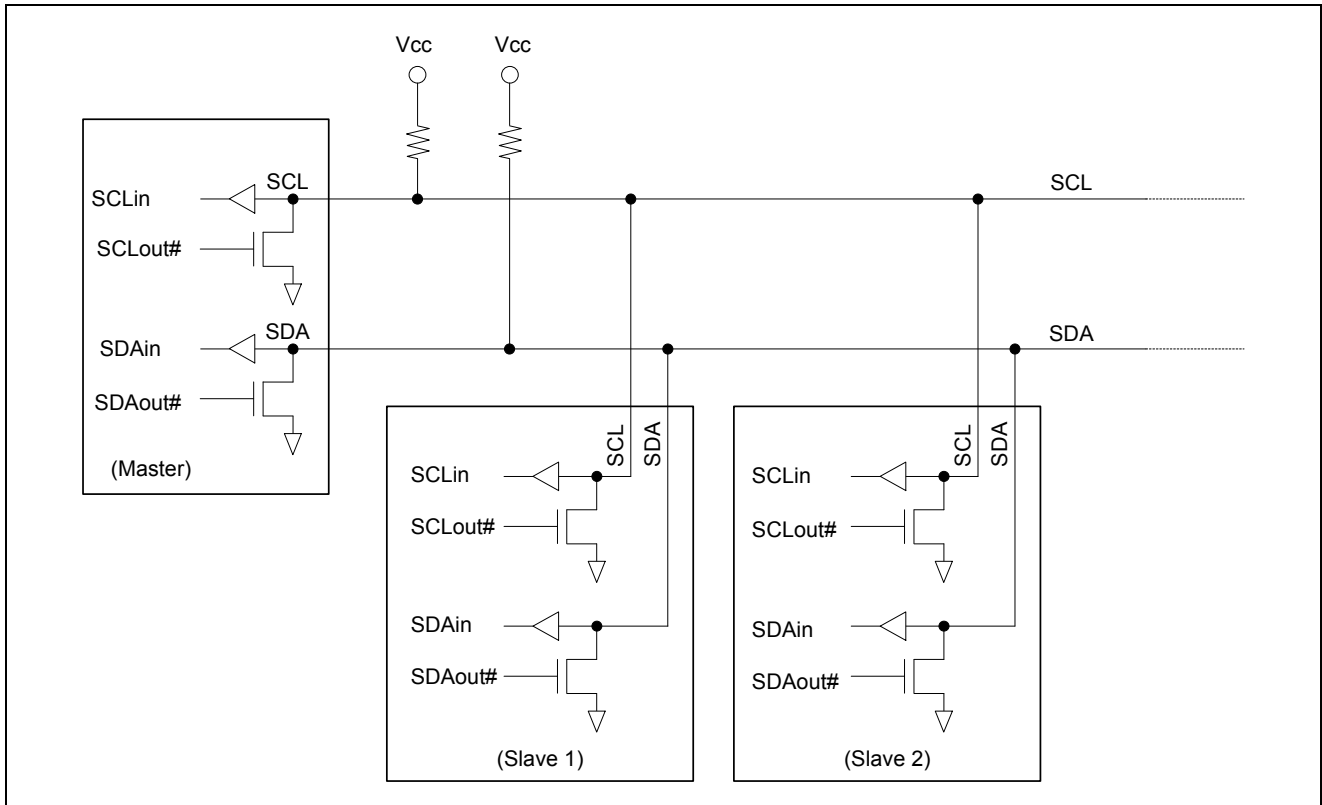 Vcc
Vcc
SCL
SCLin
SCL
SCLout#
SDA
SDAin
SDA
SDAout#
(Master)
SCL
SDA
SCLin
SCLout#
SDAin
SDAout#
(Slave 1)
SCL
SDA
SCLin
SCLout#
SDAin
SDAout#
(Slave 2)